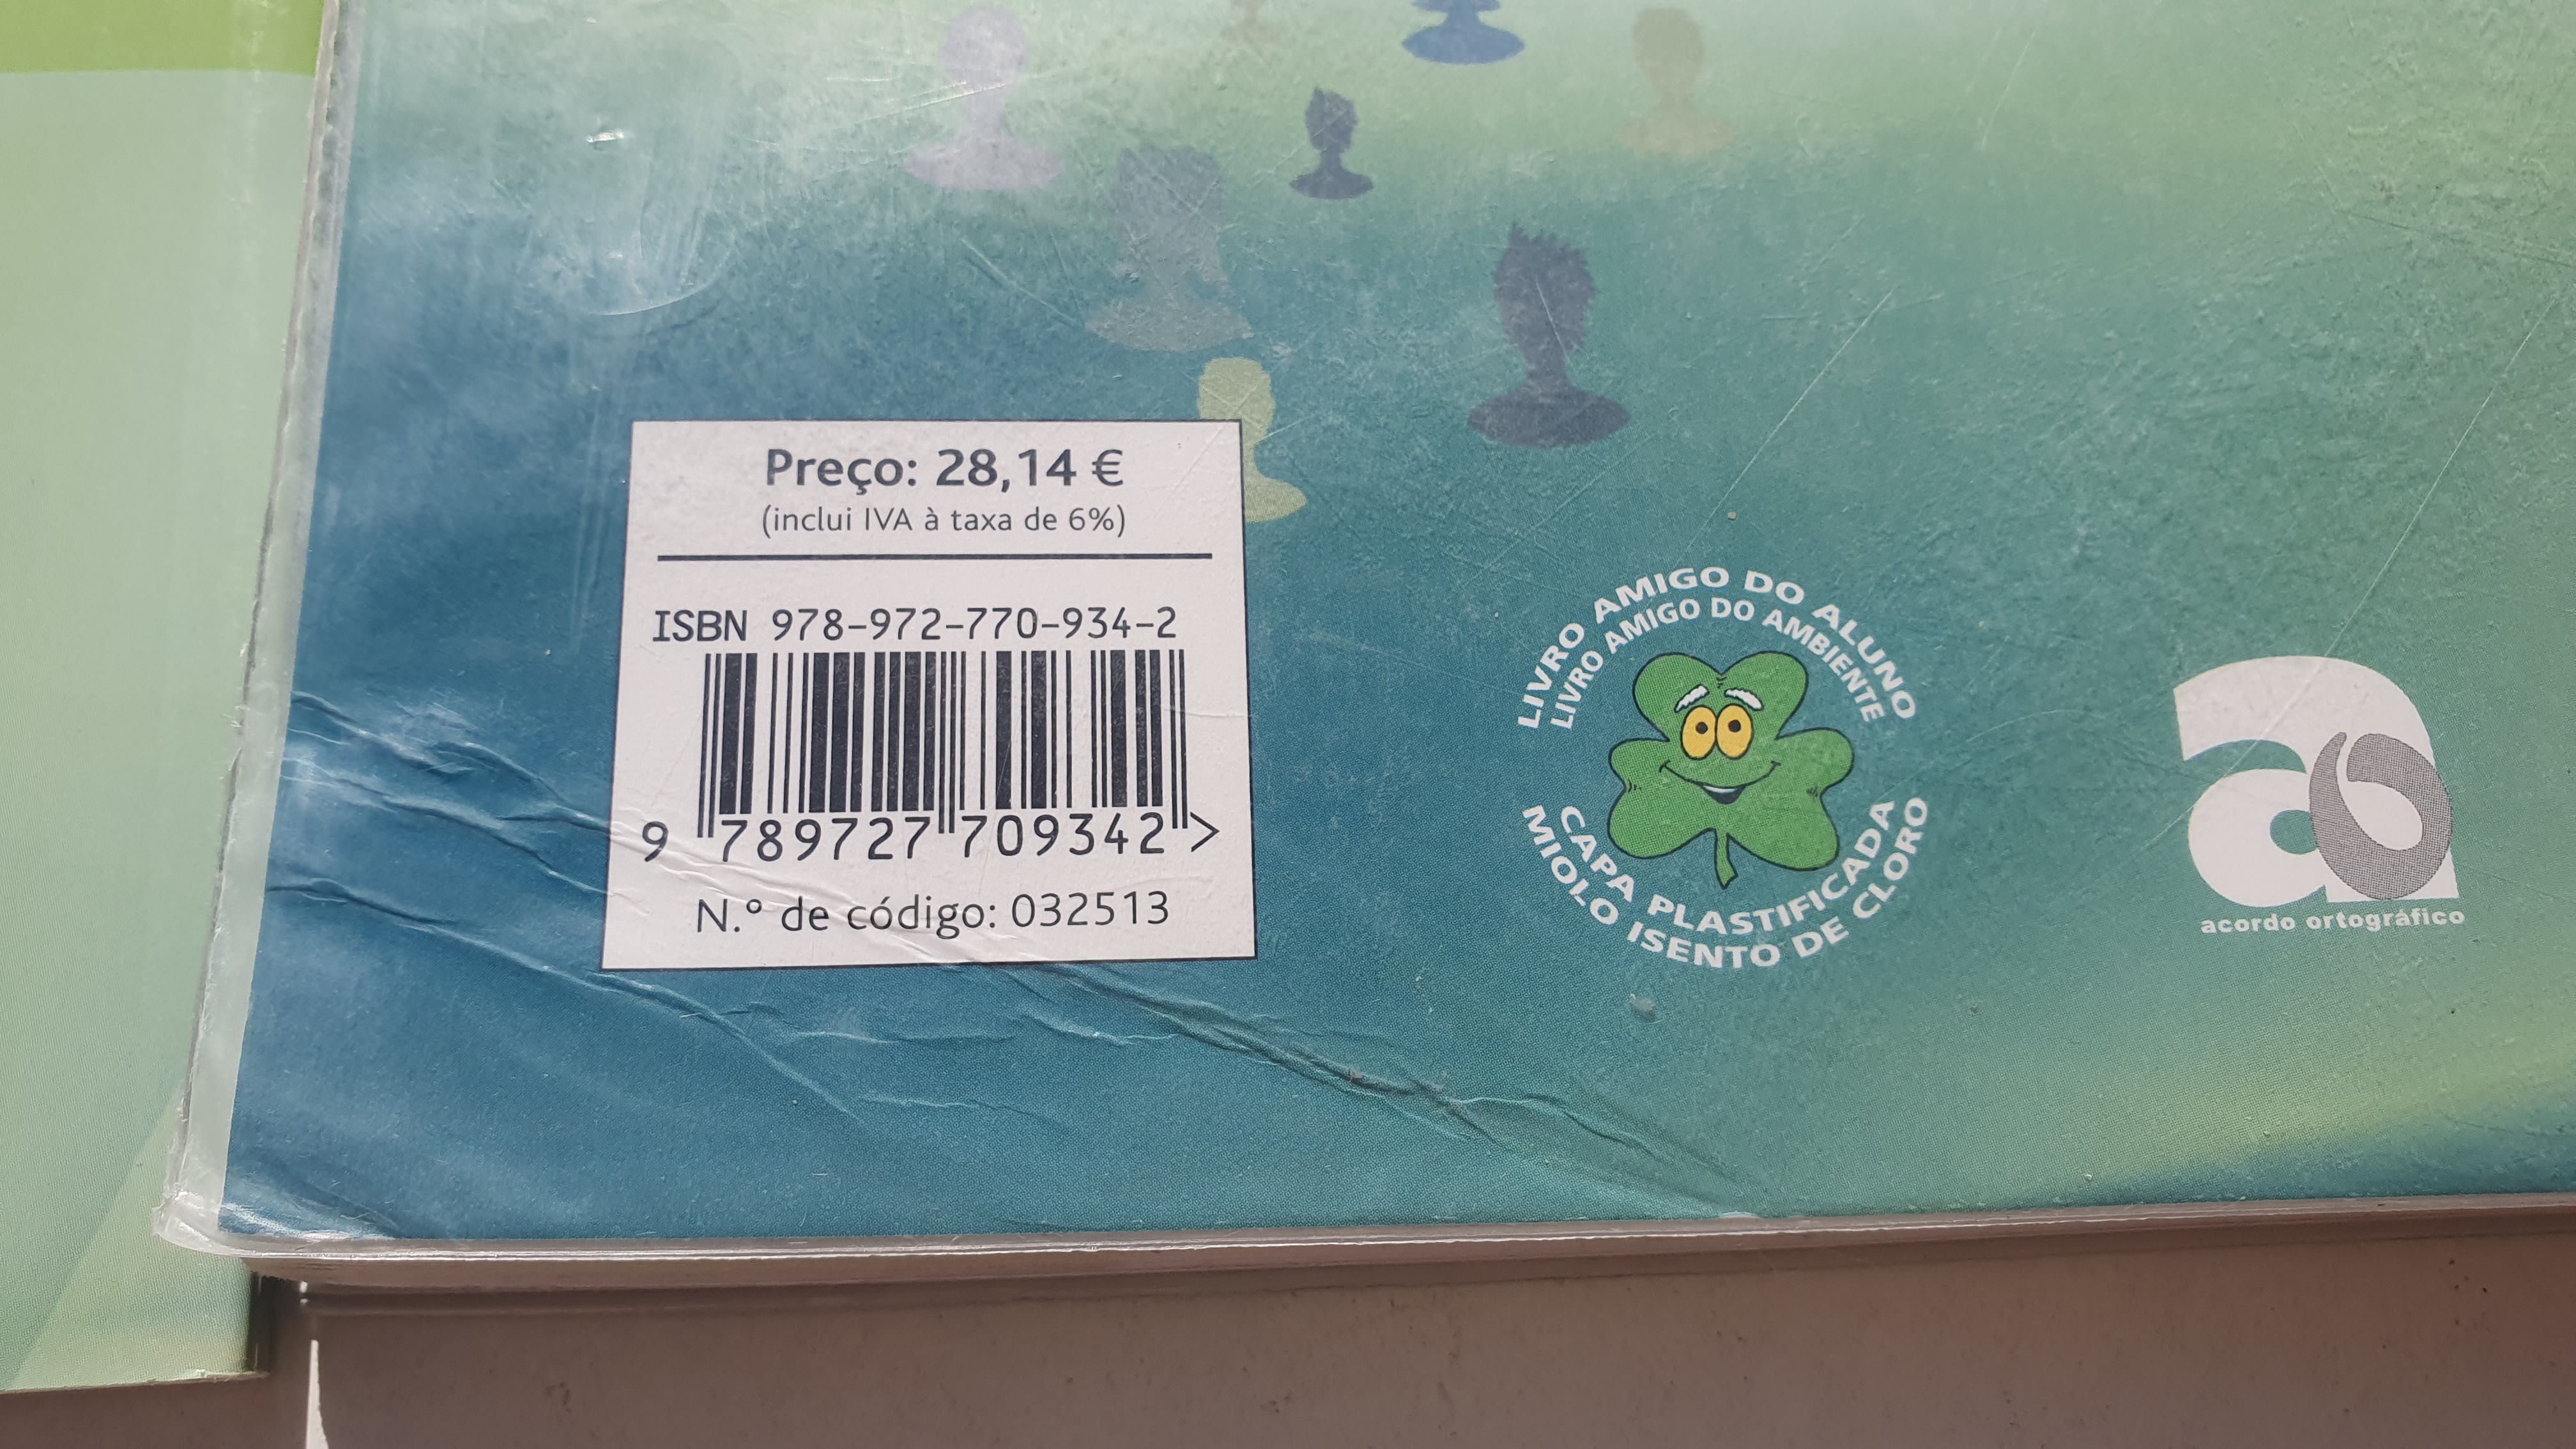 Preço: 28,14 €
(inclui IVA à taxa de 6%)
ISBN 978-972-770-934-2
9 789727 709342 >
N.º de código: 032513
LIVRO AMIGO DO ALUNO
LIVRO AMIGO DO AMBIENTE
CAPA PLASTIFICADA
MIOLO ISENTO DE CLORO
a
acordo ortográfico